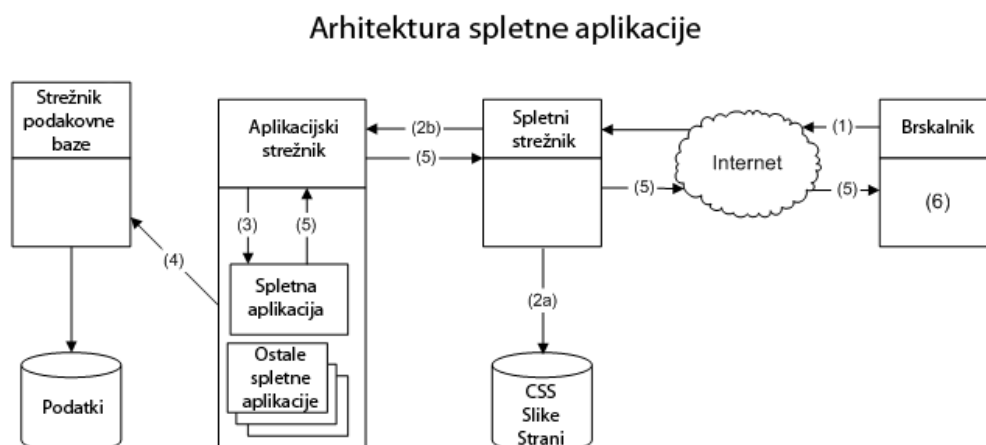 Arhitektura spletne aplikacije
Strežnik
podakovne
baze
Aplikacijski
strežnik
(2b)
(5)
Spletni
strežnik
(1)
Brskalnik
Internet
(5)
(5)
(6)
(3)
(5)
(4)
Spletna
aplikacija
(2a)
Ostale
spletne
aplikacije
Podatki
CSS
Slike
Strani